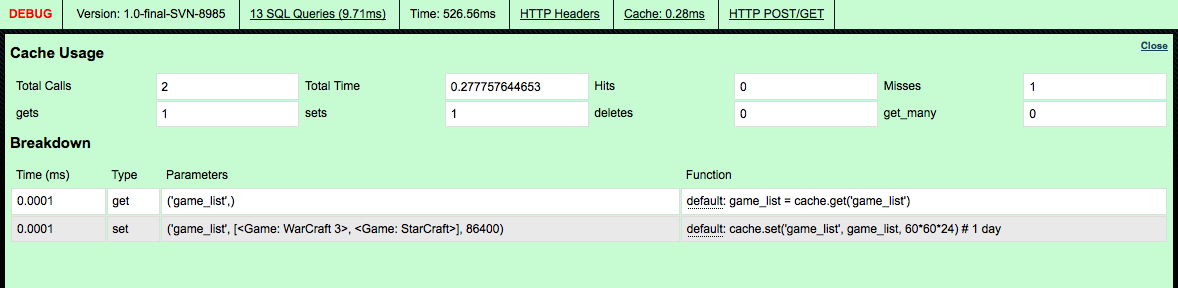 DEBUG Version: 1.0-final-SVN-8985 13 SQL Queries (9.71ms) Time: 526.56ms HTTP Headers Cache: 0.28ms HTTP POST/GET
Cache Usage Close
Total Calls 2 Total Time 0.277757644653 Hits 0 Misses 1
gets 1 sets 1 deletes 0 get_many 0
Breakdown
Time (ms) Type Parameters Function
0.0001 get ('game_list',) default: game_list = cache.get('game_list')
0.0001 set ('game_list', [<Game: WarCraft 3>, <Game: StarCraft>], 86400) default: cache.set('game_list', game_list, 60*60*24) # 1 day